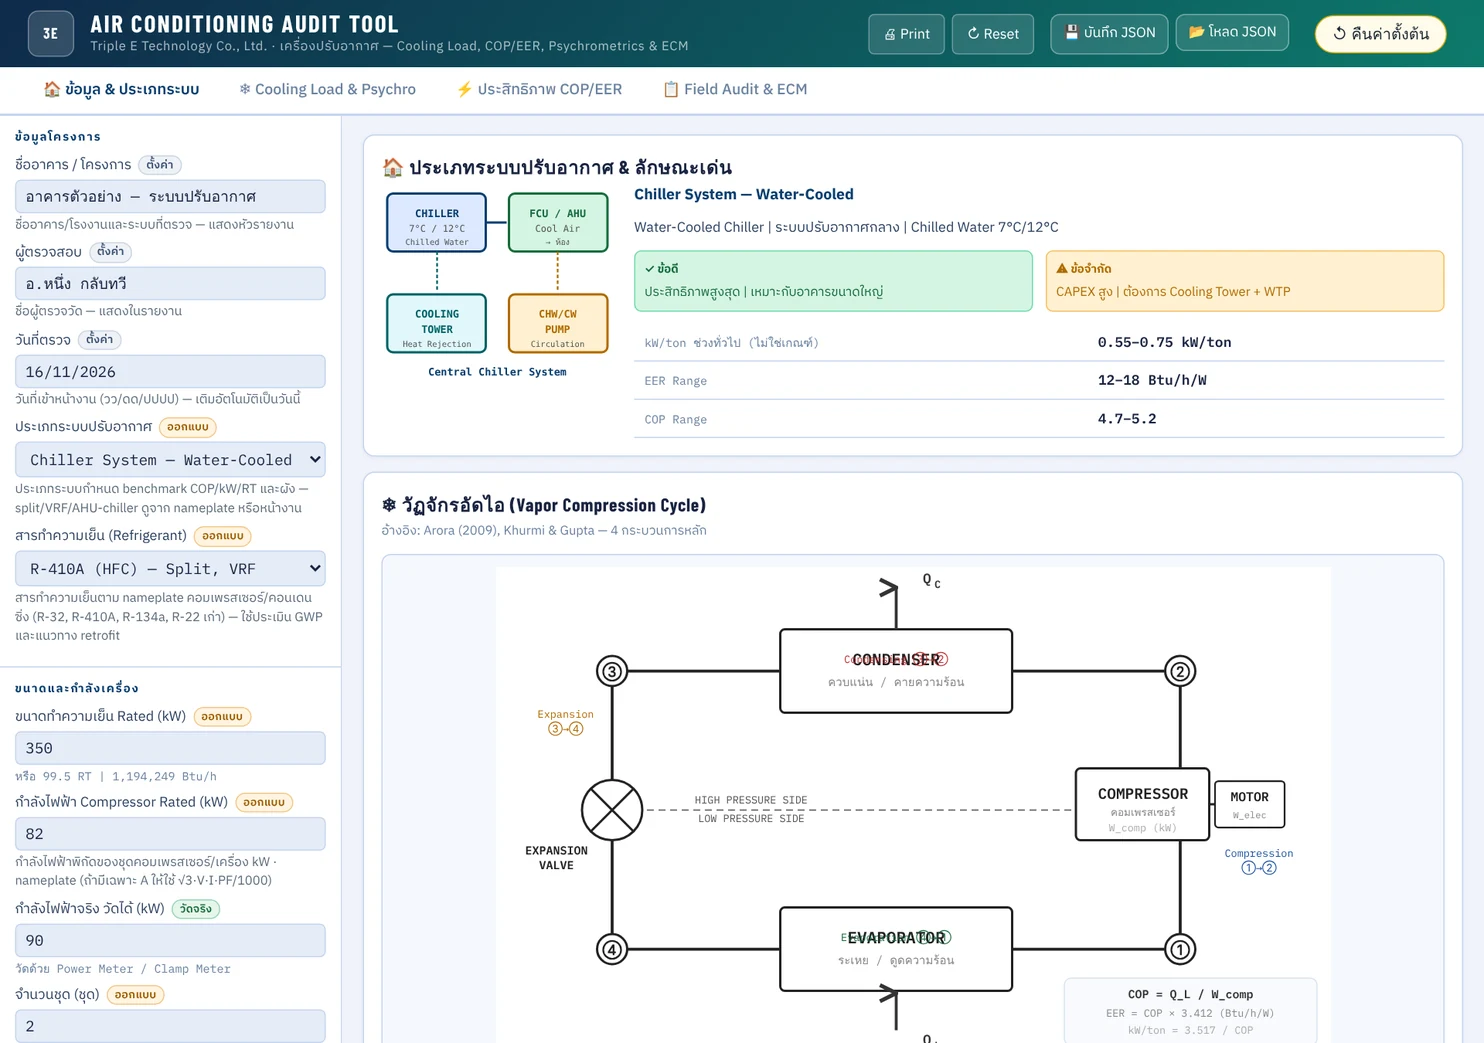 3E
AIR CONDITIONING AUDIT TOOL
Triple E Technology Co., Ltd. · เครื่องปรับอากาศ — Cooling Load, COP/EER, Psychrometrics & ECM
🖨 Print
↻ Reset
💾 บันทึก JSON
📂 โหลด JSON
↺ คืนค่าตั้งต้น
🏠 ข้อมูล & ประเภทระบบ
❄ Cooling Load & Psychro
⚡ ประสิทธิภาพ COP/EER
📋 Field Audit & ECM
ข้อมูลโครงการ
ชื่ออาคาร / โครงการ ตั้งค่า
อาคารตัวอย่าง — ระบบปรับอากาศ
ชื่ออาคาร/โรงงานและระบบที่ตรวจ — แสดงหัวรายงาน
ผู้ตรวจสอบ ตั้งค่า
อ.หนึ่ง กลับทวี
ชื่อผู้ตรวจวัด — แสดงในรายงาน
วันที่ตรวจ ตั้งค่า
16/11/2026
วันที่เข้าหน้างาน (วว/ดด/ปปปป) — เติมอัตโนมัติเป็นวันนี้
ประเภทระบบปรับอากาศ ออกแบบ
Chiller System — Water-Cooled
ประเภทระบบกำหนด benchmark COP/kW/RT และผัง —
split/VRF/AHU-chiller ดูจาก nameplate หรือหน้างาน
สารทำความเย็น (Refrigerant) ออกแบบ
R-410A (HFC) — Split, VRF
สารทำความเย็นตาม nameplate คอมเพรสเซอร์/คอนเดน
ซิ่ง (R-32, R-410A, R-134a, R-22 เก่า) — ใช้ประเมิน GWP
และแนวทาง retrofit
ขนาดและกำลังเครื่อง
ขนาดทำความเย็น Rated (kW) ออกแบบ
350
หรือ 99.5 RT | 1,194,249 Btu/h
กำลังไฟฟ้า Compressor Rated (kW) ออกแบบ
82
กำลังไฟฟ้าพิกัดของชุดคอมเพรสเซอร์/เครื่อง kW ·
nameplate (ถ้ามีเฉพาะ A ให้ใช้ √3·V·I·PF/1000)
กำลังไฟฟ้าจริง วัดได้ (kW) วัดจริง
90
วัดด้วย Power Meter / Clamp Meter
จำนวนชุด (ชุด) ออกแบบ
2
🏠 ประเภทระบบปรับอากาศ & ลักษณะเด่น
CHILLER
7°C / 12°C
Chilled Water
FCU / AHU
Cool Air
→ ห้อง
COOLING
TOWER
Heat Rejection
CHW/CW
PUMP
Circulation
Central Chiller System
Chiller System — Water-Cooled
Water-Cooled Chiller | ระบบปรับอากาศกลาง | Chilled Water 7°C/12°C
✓ ข้อดี
ประสิทธิภาพสูงสุด | เหมาะกับอาคารขนาดใหญ่
⚠ ข้อจำกัด
CAPEX สูง | ต้องการ Cooling Tower + WTP
kW/ton ช่วงทั่วไป (ไม่ใช่เกณฑ์) 0.55–0.75 kW/ton
EER Range 12–18 Btu/h/W
COP Range 4.7–5.2
❄ วัฏจักรอัดไอ (Vapor Compression Cycle)
อ้างอิง: Arora (2009), Khurmi & Gupta — 4 กระบวนการหลัก
Q C
CONDENSER
ควบแน่น / คายความร้อน
③
②
Expansion
③→④
HIGH PRESSURE SIDE
LOW PRESSURE SIDE
EXPANSION
VALVE
COMPRESSOR
คอมเพรสเซอร์
W_comp (kW)
MOTOR
W_elec
Compression
①→②
EVAPORATOR
ระเหย / ดูดความร้อน
④
①
COP = Q_L / W_comp
EER = COP × 3.412 (Btu/h/W)
kW/ton = 3.517 / COP